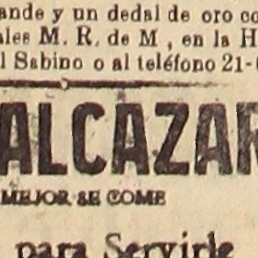 ande y un dedal de oro co
ales M. R. de M , en la H
l Sabino o al teléfono 21-
ALCAZAR
MEJOR SE COME
para Servirle